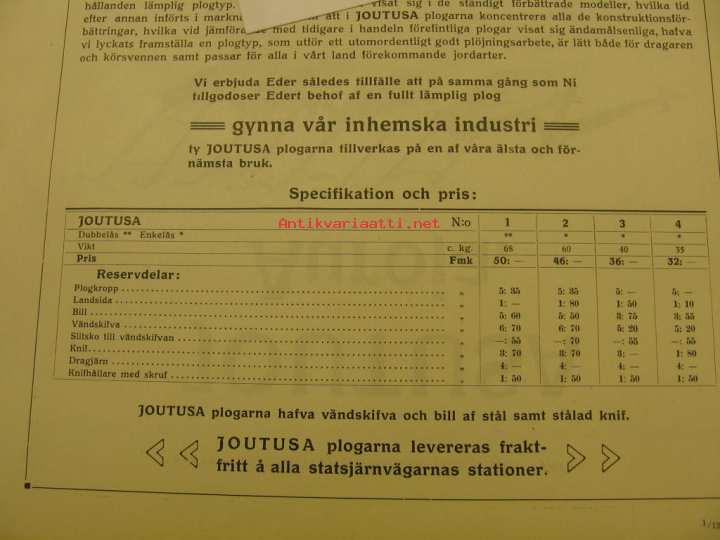 hållanden lämplig plogtyp. visat sig i de ständigt förbättrade modeller, hvilka tid
efter annan införts i markna att i JOUTUSA plogarna koncentrera alla de konstruktionsför-
bättringar, hvilka vid jämföra de med tidigare i handeln förefintliga plogar visat sig ändamålsenliga, hafva
vi lyckats framställa en plogtyp, som utför ett utomordentligt godt plöjningsarbete, är lätt både för dragaren
och körsvennen samt passar för alla i vårt land förekommande jordarter.
Vi erbjuda Eder således tillfälle att på samma gång som Ni
tillgodoser Edert behof af en fullt lämplig plog
gynna vår inhemska industri
ty JOUTUSA plogarna tillverkas på en af våra älsta och för-
nämsta bruk.
Specifikation och pris:
JOUTUSA N:o 1 2 3 4
Antikvariaatti.net
Dubbelås ** Enkelås * ** * * *
Vikt c. kg. 68 60 40 35
Pris Fmk 50: — 46: — 36: — 32: —
Reservdelar:
Plogkropp " 5: 35 5: 35 5: — 5: —
Landsida " 1: — 1: 80 1: 50 1: 10
Bill " 5: 60 5: 50 3: 75 3: 55
Vändskifva " 6: 70 6: 70 5: 20 5: 20
Slitsko till vändskifvan " —: 55 —: 70 —: 55 —: 55
Knif " 3: 70 3: 70 3: — 1: 80
Dragjärn " 4: — 4: — 4: — 4: —
Knifhållare med skruf " 1: 50 1: 50 1: 50 1: 50
JOUTUSA plogarna hafva vändskifva och bill af stål samt stålad knif.
JOUTUSA plogarna levereras frakt-
fritt å alla statsjärnvägarnas stationer.